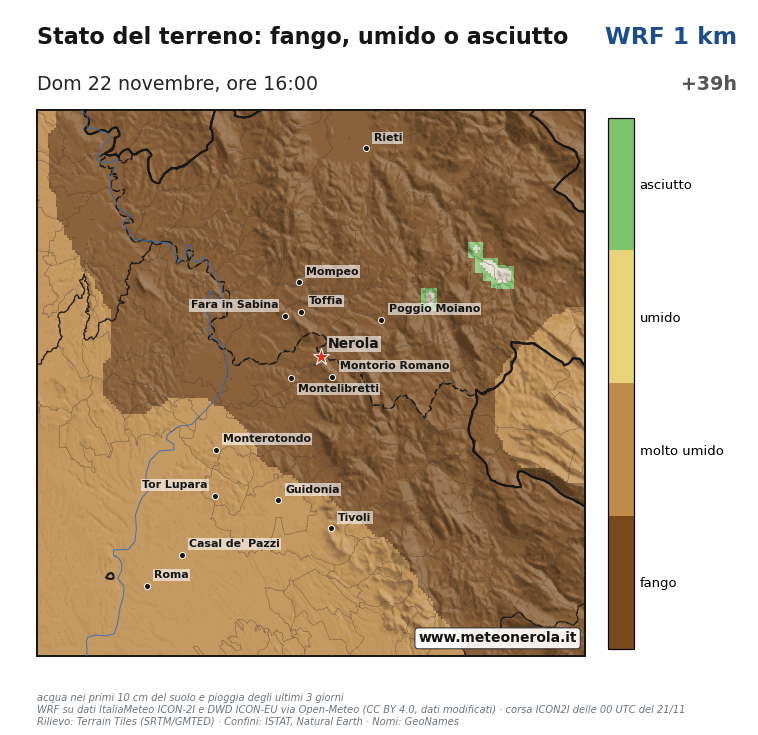 Stato del terreno: fango, umido o asciutto
WRF 1 km
Dom 22 novembre, ore 16:00
+39h
Rieti
asciutto
Mompeo
Toffia
Fara in Sabina
Poggio Moiano
umido
Nerola
Montorio Romano
Montelibretti
Monterotondo
molto umido
Tor Lupara
Guidonia
Tivoli
Casal de' Pazzi
Roma
fango
www.meteonerola.it
acqua nei primi 10 cm del suolo e pioggia degli ultimi 3 giorni
WRF su dati ItaliaMeteo ICON-2I e DWD ICON-EU via Open-Meteo (CC BY 4.0, dati modificati) · corsa ICON2I delle 00 UTC del 21/11
Rilievo: Terrain Tiles (SRTM/GMTED) · Confini: ISTAT, Natural Earth · Nomi: GeoNames